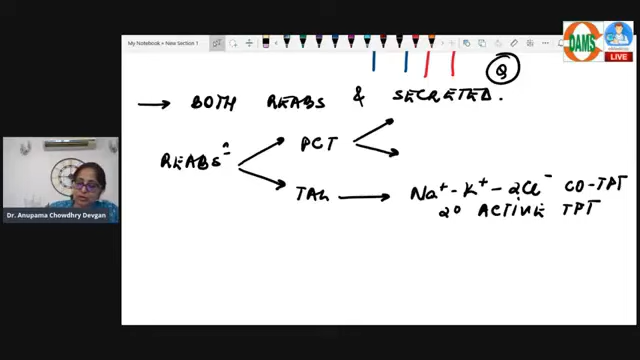 My Notebook > New Section 1
DAMS
LIVE
Q
→ BOTH REABS & SECRETED.
REABSⁿ
PCT
TAL
Na⁺ - K⁺ - 2Cl⁻ CO-TPT
2° ACTIVE TPT
Dr. Anupama Chowdhry Devgan